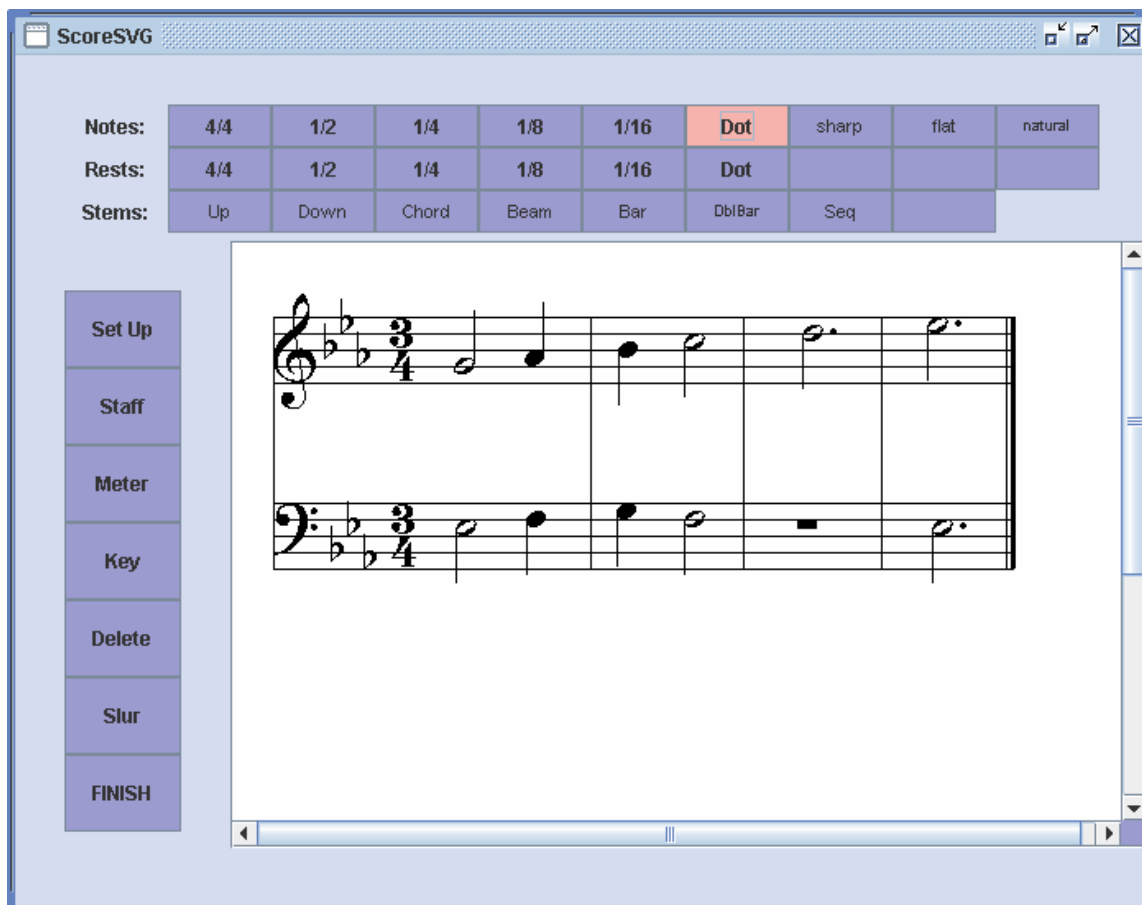 ScoreSVG
Notes: 4/4 1/2 1/4 1/8 1/16 Dot sharp flat natural
Rests: 4/4 1/2 1/4 1/8 1/16 Dot
Stems: Up Down Chord Beam Bar DblBar Seq
Set Up
Staff
Meter
Key
Delete
Slur
FINISH
3
4
3
4